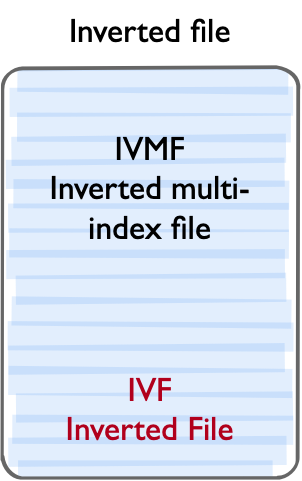 Inverted file
IVMF
Inverted multi-
index file
IVF
Inverted File